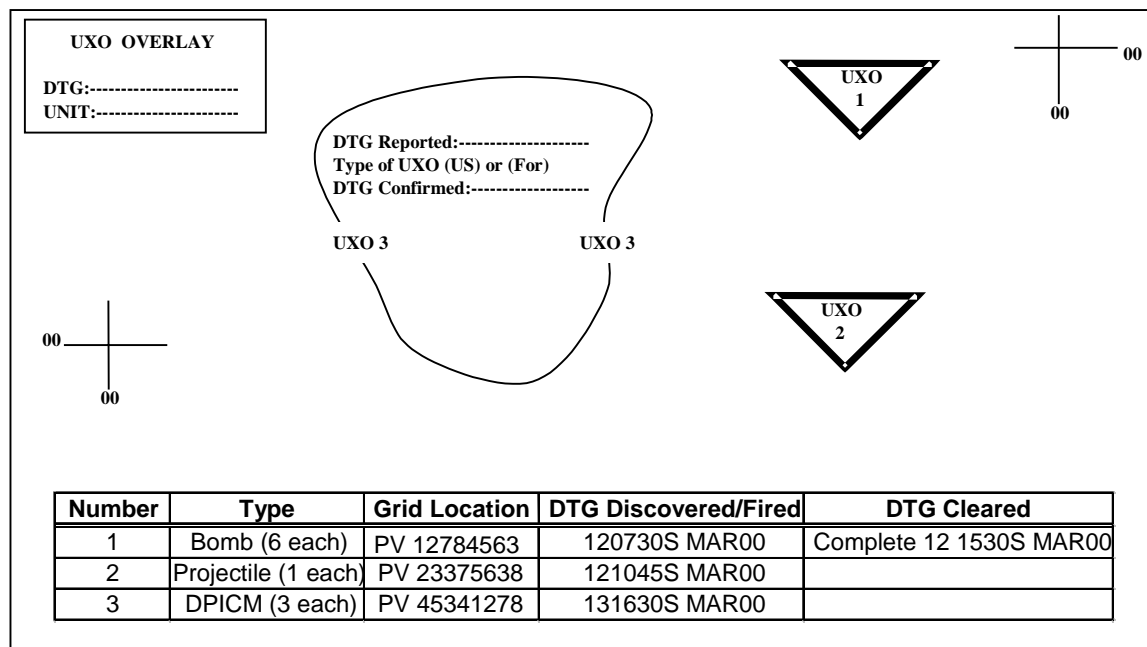 UXO OVERLAY
DTG:------------------------
UNIT:-----------------------
00
00
UXO
1
DTG Reported:---------------------
Type of UXO (US) or (For)
DTG Confirmed:-------------------
UXO 3 UXO 3
UXO
2
00
00
Number Type Grid Location DTG Discovered/Fired DTG Cleared
1 Bomb (6 each) PV 12784563 120730S MAR00 Complete 12 1530S MAR00
2 Projectile (1 each) PV 23375638 121045S MAR00
3 DPICM (3 each) PV 45341278 131630S MAR00